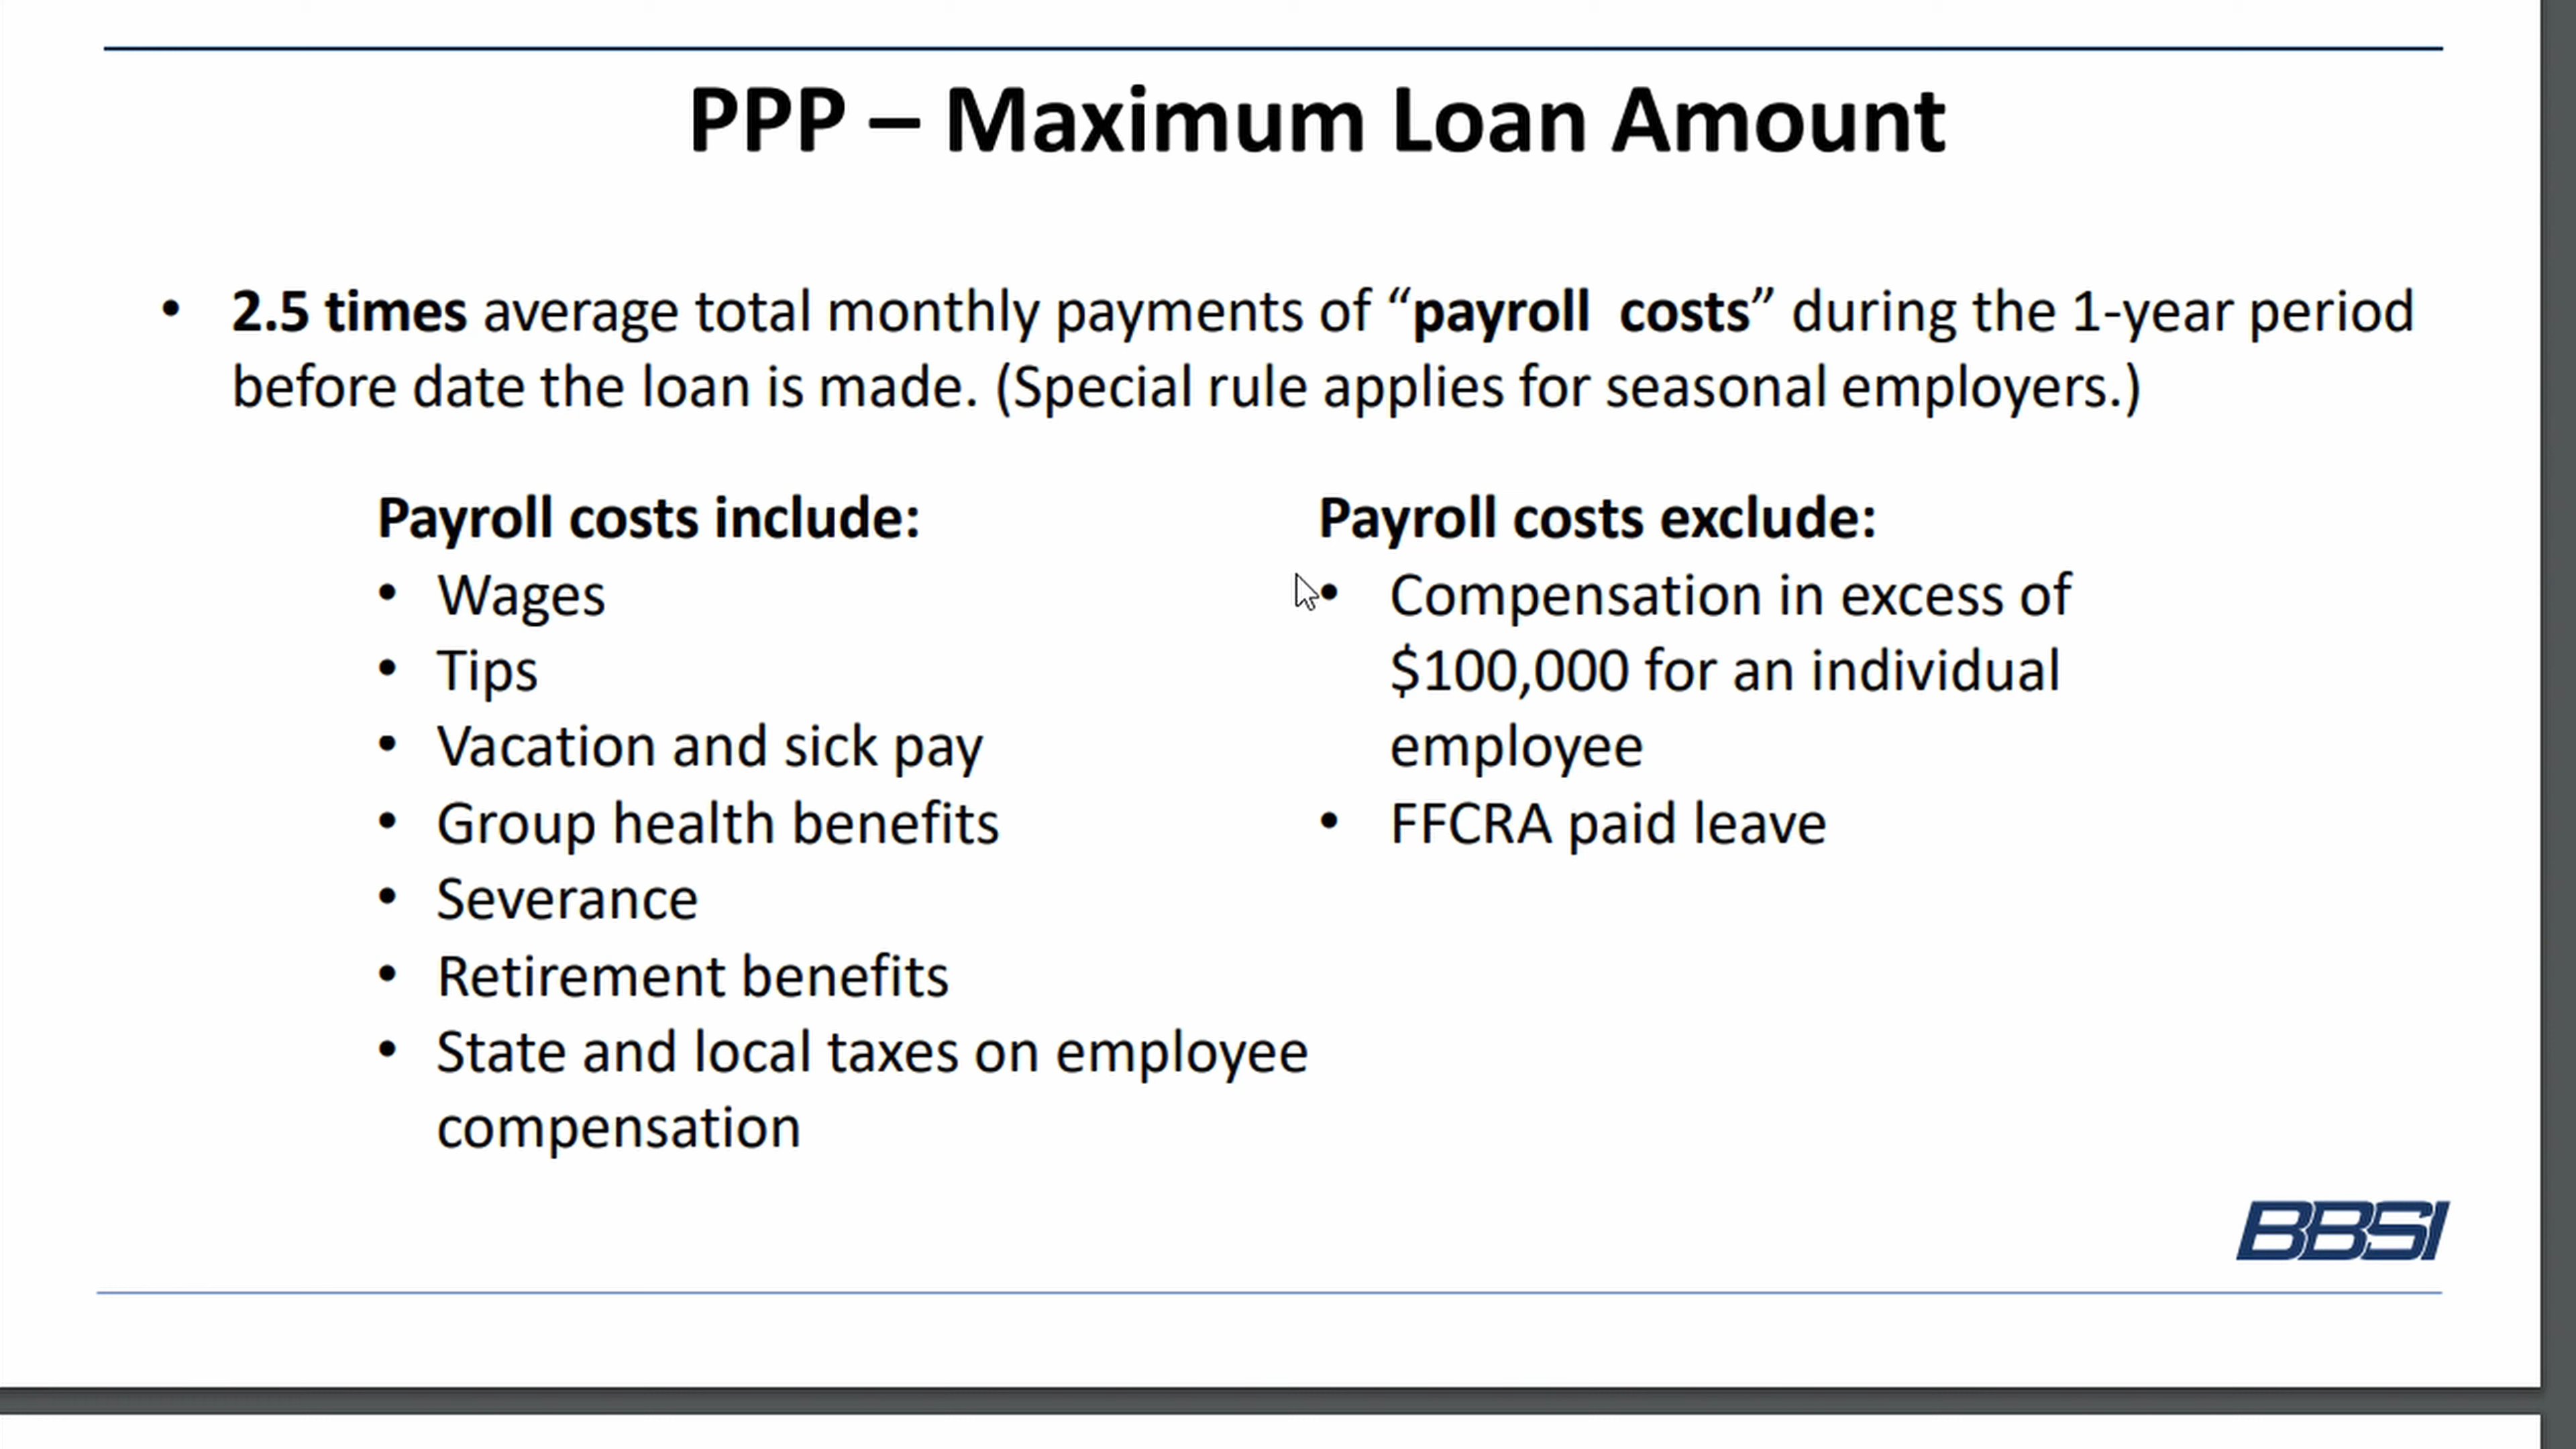 PPP – Maximum Loan Amount
• 2.5 times average total monthly payments of “payroll  costs” during the 1-year period
before date the loan is made. (Special rule applies for seasonal employers.)
Payroll costs include:
• Wages
• Tips
• Vacation and sick pay
• Group health benefits
• Severance
• Retirement benefits
• State and local taxes on employee
compensation
Payroll costs exclude:
• Compensation in excess of
$100,000 for an individual
employee
• FFCRA paid leave
BBSI